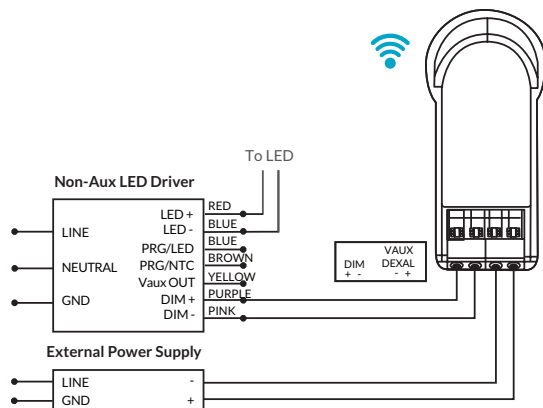 To LED
Non-Aux LED Driver
LINE
NEUTRAL
GND
LED +
LED -
PRG/LED
PRG/NTC
Vaux OUT
DIM +
DIM -
RED
BLUE
BLUE
BROWN
YELLOW
PURPLE
PINK
VAUX
DIM DEXAL
+ - - +
External Power Supply
LINE -
GND +